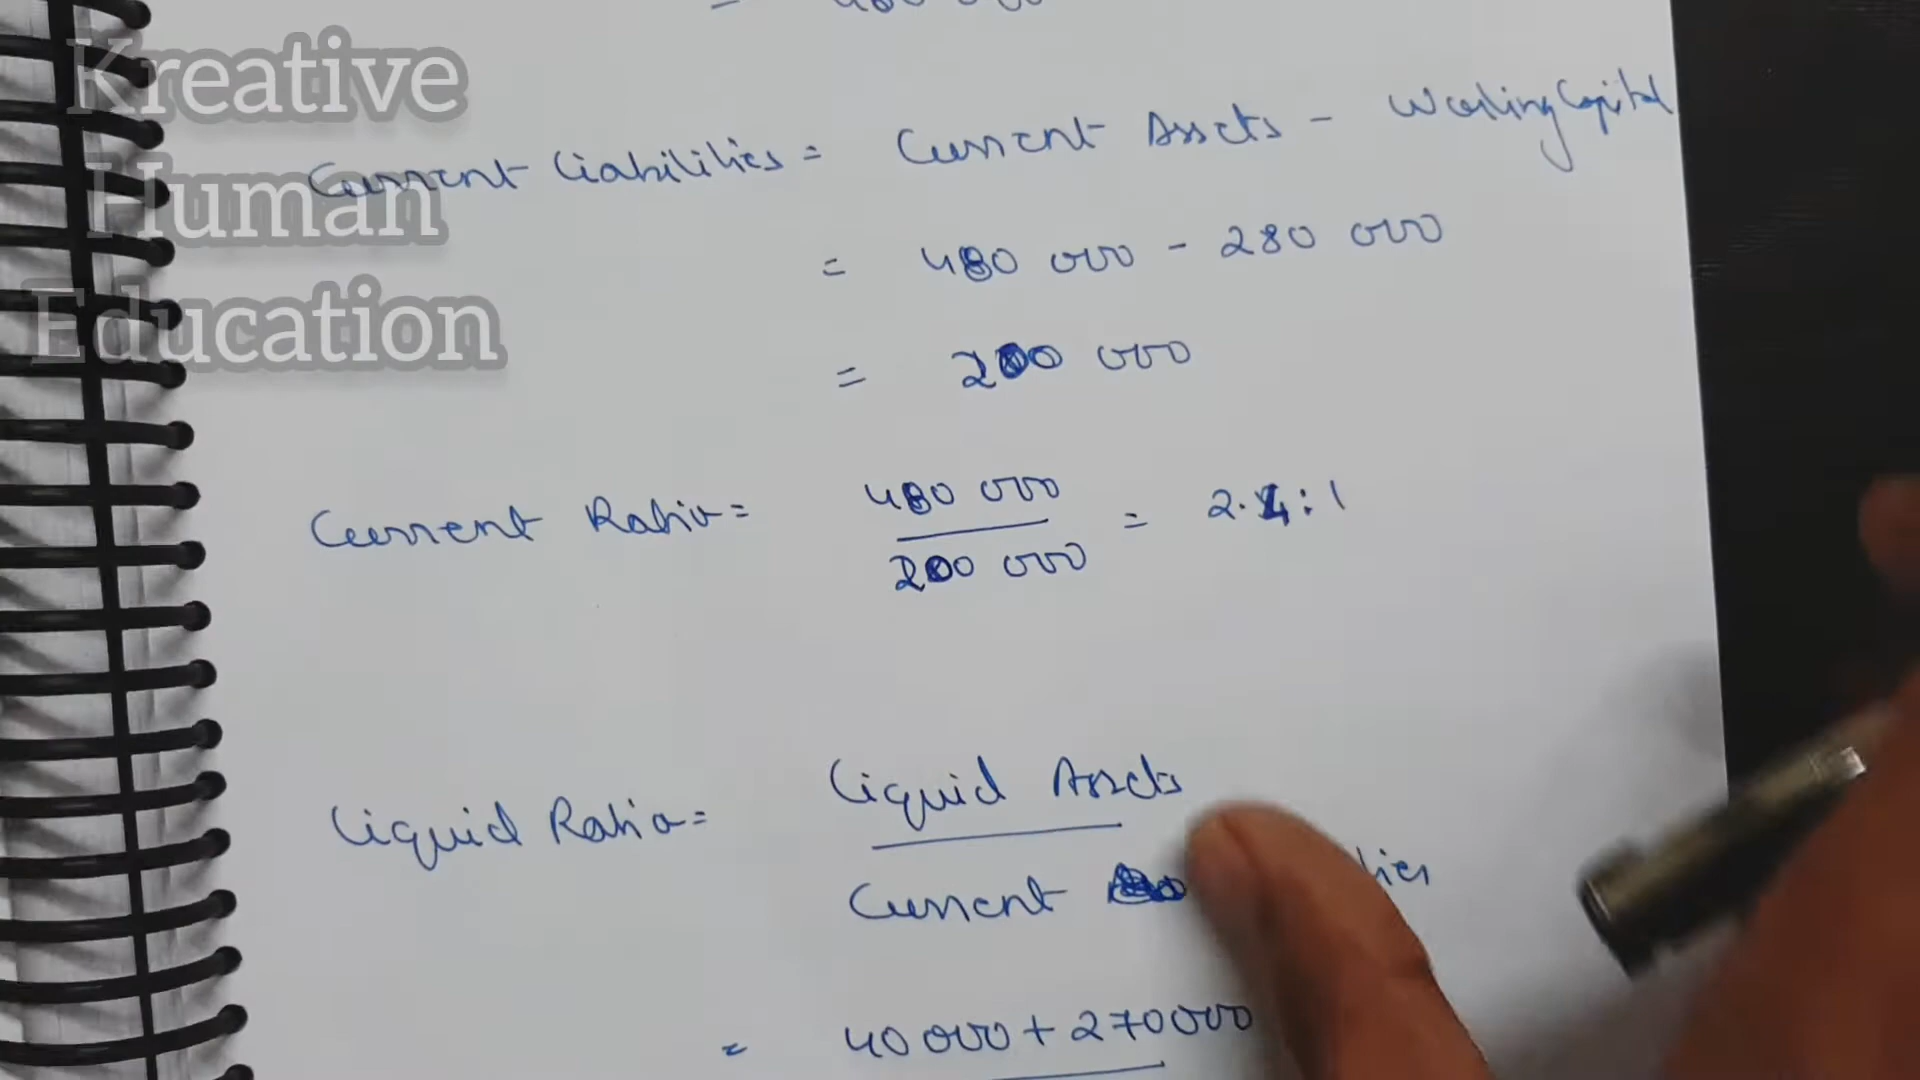 Kreative
Human
Education
Current Liabilities = Current Assets - Working Capital
= 480 000 - 280 000
= 200 000
Current Ratio = 480 000
200 000
= 2.4:1
Liquid Ratio = Liquid Assets
Current
= 40 000 + 270 000